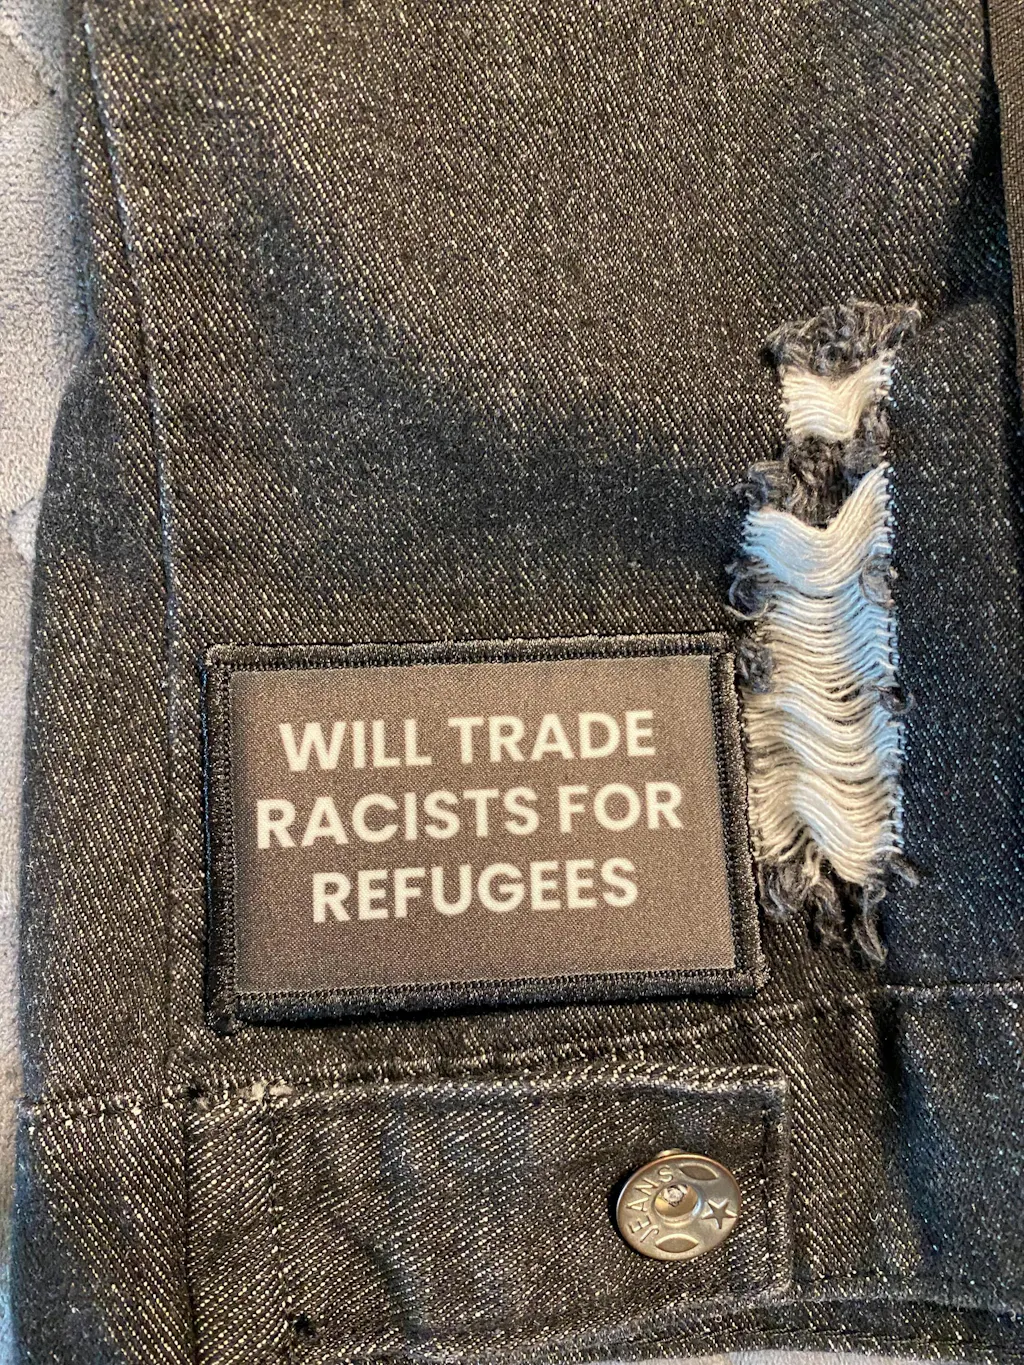 WILL TRADE
RACISTS FOR
REFUGEES
JEANS